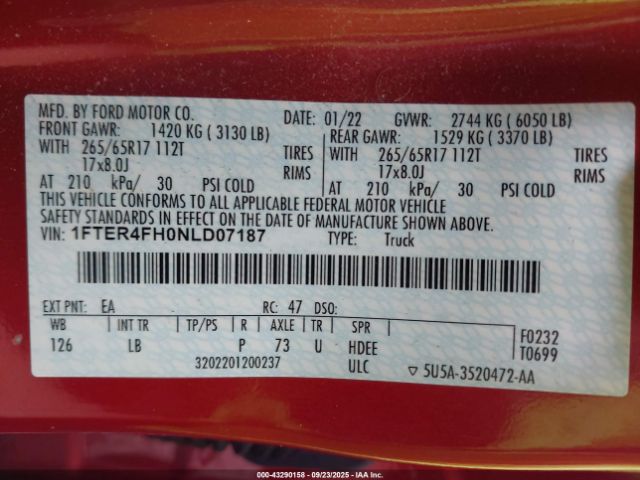 MFD. BY FORD MOTOR CO. DATE: 01/22 GVWR: 2744 KG ( 6050 LB)
FRONT GAWR: 1420 KG ( 3130 LB) REAR GAWR: 1529 KG ( 3370 LB)
WITH 265/65R17 112T TIRES WITH 265/65R17 112T TIRES
17x8.0J RIMS 17x8.0J RIMS
AT 210 kPa/ 30 PSI COLD AT 210 kPa/ 30 PSI COLD
THIS VEHICLE CONFORMS TO ALL APPLICABLE FEDERAL MOTOR VEHICLE
SAFETY STANDARDS IN EFFECT ON THE DATE OF MANUFACTURE SHOWN ABOVE.
VIN: 1FTER4FH0NLD07187 TYPE: Truck
EXT PNT: EA RC: 47 DSO:
WB INT TR TP/PS R AXLE TR SPR F0232
126 LB P 73 U HDEE T0699
3202201200237 ULC ▽ 5U5A-3520472-AA
000-43290158 - 09/23/2025 - IAA Inc.